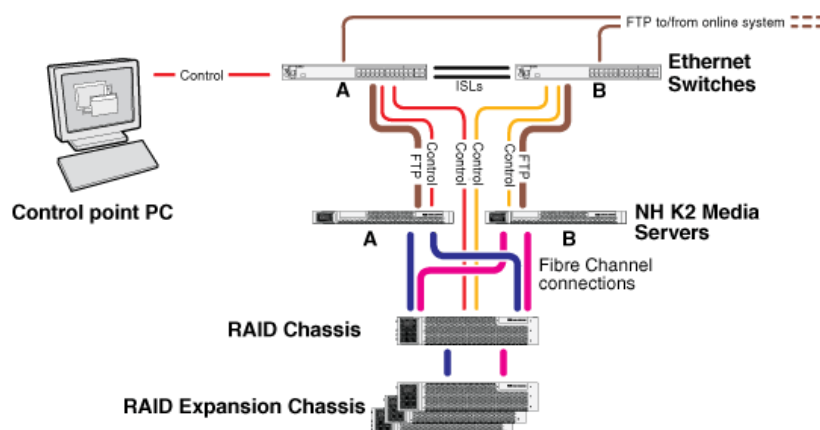 FTP to/from online system
Control
ISLs
Ethernet
Switches
A
B
FTP
Control
Control
Control
Control
FTP
Control point PC
NH K2 Media
Servers
A
B
Fibre Channel
connections
RAID Chassis
RAID Expansion Chassis